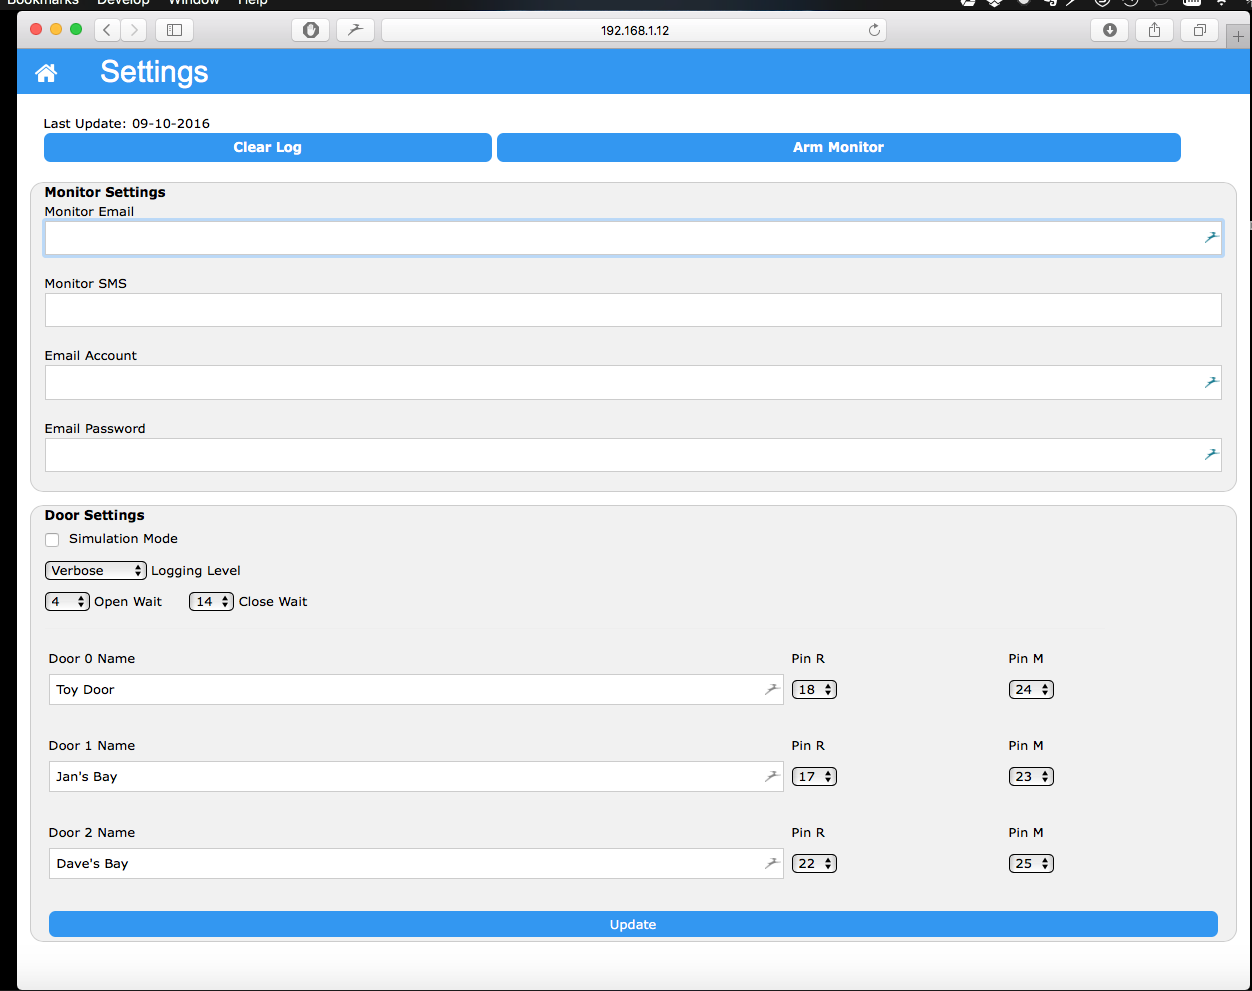 Bookmarks Develop Window Help
192.168.1.12
Settings
Last Update: 09-10-2016
Clear Log Arm Monitor
Monitor Settings
Monitor Email
Monitor SMS
Email Account
Email Password
Door Settings
Simulation Mode
Verbose Logging Level
4 Open Wait 14 Close Wait
Door 0 Name Pin R Pin M
Toy Door 18 24
Door 1 Name Pin R Pin M
Jan's Bay 17 23
Door 2 Name Pin R Pin M
Dave's Bay 22 25
Update